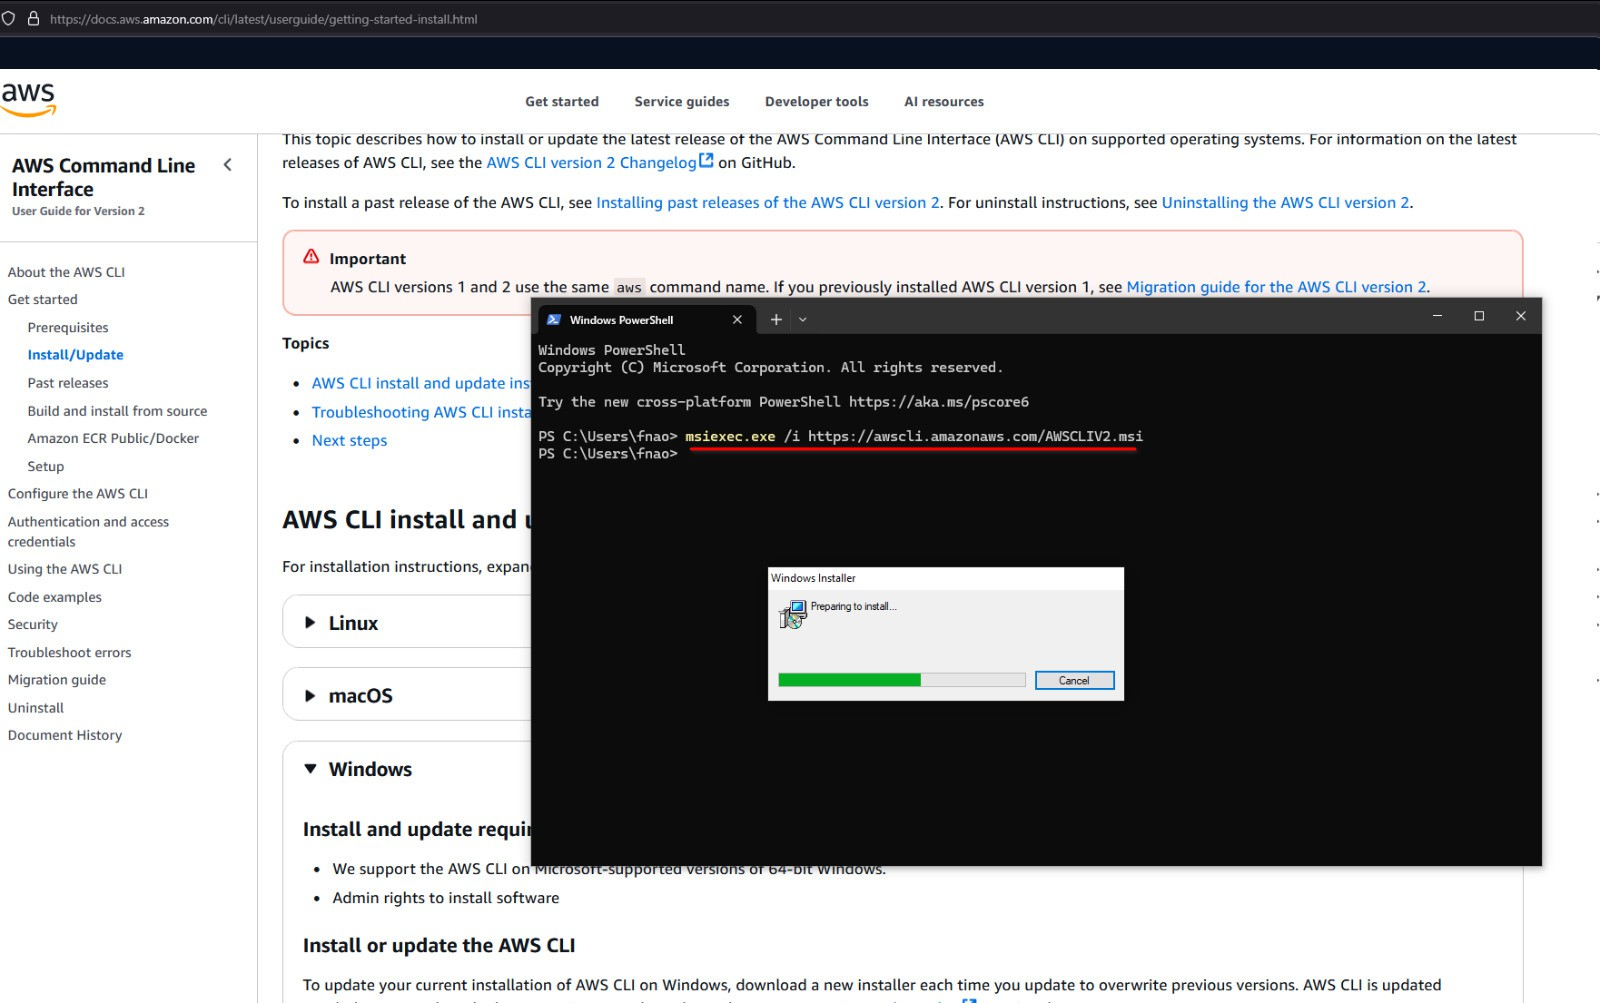 https://docs.aws.amazon.com/cli/latest/userguide/getting-started-install.html
aws
Get started
Service guides
Developer tools
AI resources
AWS Command Line
Interface
User Guide for Version 2
About the AWS CLI
Get started
Prerequisites
Install/Update
Past releases
Build and install from source
Amazon ECR Public/Docker
Setup
Configure the AWS CLI
Authentication and access
credentials
Using the AWS CLI
Code examples
Security
Troubleshoot errors
Migration guide
Uninstall
Document History
This topic describes how to install or update the latest release of the AWS Command Line Interface (AWS CLI) on supported operating systems. For information on the latest
releases of AWS CLI, see the AWS CLI version 2 Changelog on GitHub.
To install a past release of the AWS CLI, see Installing past releases of the AWS CLI version 2. For uninstall instructions, see Uninstalling the AWS CLI version 2.
Important
AWS CLI versions 1 and 2 use the same aws command name. If you previously installed AWS CLI version 1, see Migration guide for the AWS CLI version 2.
Topics
AWS CLI install and update
Troubleshooting AWS CLI
Next steps
AWS CLI install and
For installation instructions,
Linux
macOS
Windows
Install and update
We support the AWS CLI on Microsoft-supported versions of 64-bit Windows.
Admin rights to install software
Install or update the AWS CLI
To update your current installation of AWS CLI on Windows, download a new installer each time you update to overwrite previous versions. AWS CLI is updated
Windows PowerShell
Windows PowerShell
Copyright (C) Microsoft Corporation. All rights reserved.
Try the new cross-platform PowerShell https://aka.ms/pscore6
PS C:\Users\fnao> msiexec.exe /i https://awscli.amazonaws.com/AWSCLIV2.msi
PS C:\Users\fnao>
Windows Installer
Preparing to install...
Cancel